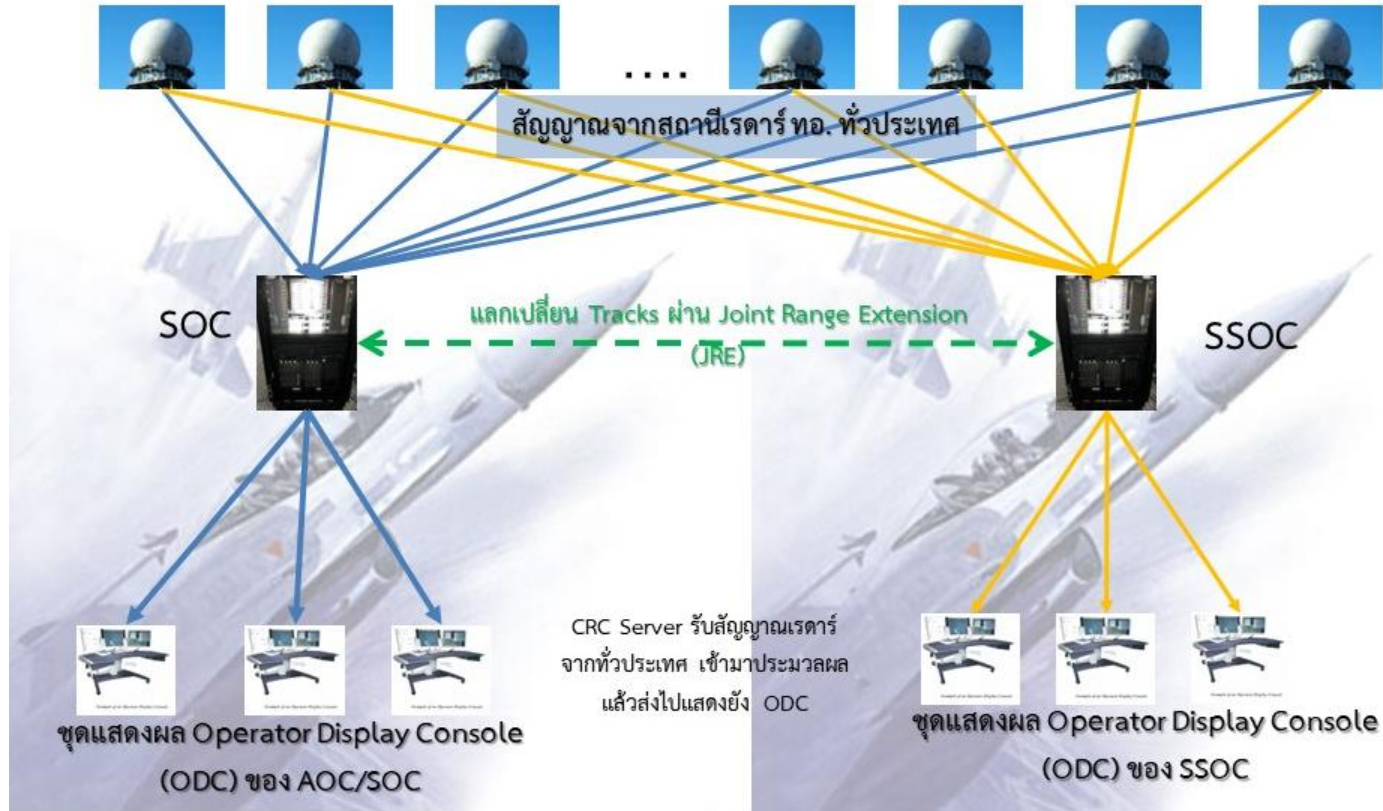 ....
สัญญาณจากสถานีเรดาร์ ทอ. ทั่วประเทศ
SOC
แลกเปลี่ยน Tracks ผ่าน Joint Range Extension
(JRE)
SSOC
CRC Server รับสัญญาณเรดาร์
จากทั่วประเทศ เข้ามาประมวลผล
แล้วส่งไปแสดงยัง ODC
ชุดแสดงผล Operator Display Console
(ODC) ของ AOC/SOC
ชุดแสดงผล Operator Display Console
(ODC) ของ SSOC